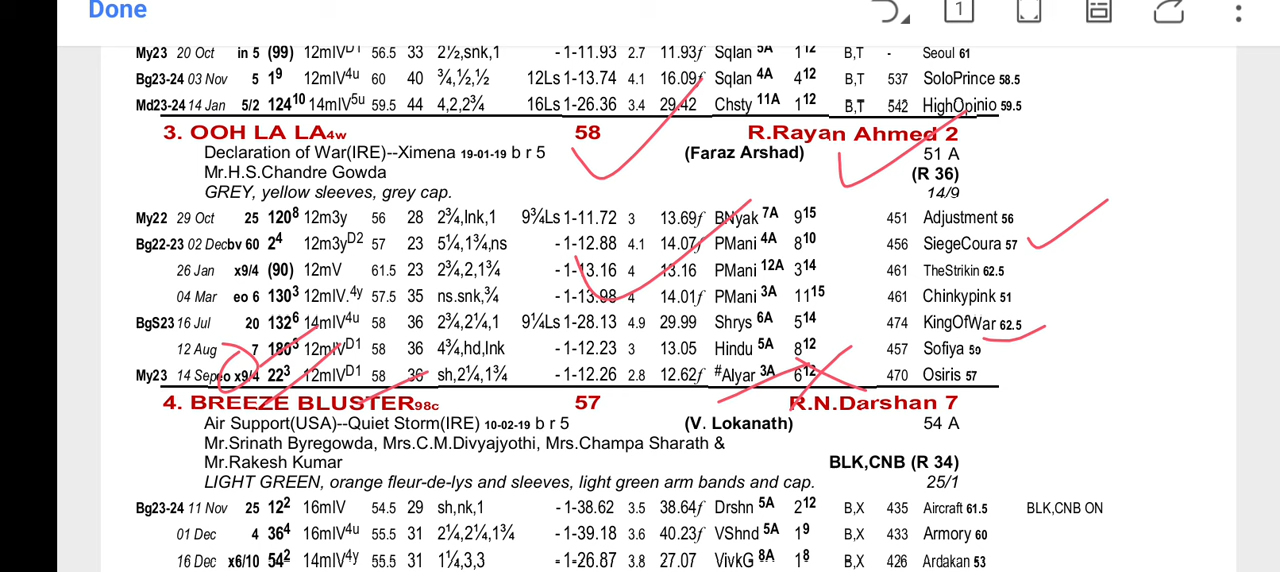 Done
1
My23 20 Oct in 5 (99) 12mIVD1 56.5 33 2½,snk,1 -1-11.93 2.7 11.93f Sqlan 5A 1 12 B,T - Seoul 61
Bg23-24 03 Nov 5 1 9 12mIV4u 60 40 ¾,½,½ 12Ls 1-13.74 4.1 16.09f Sqlan 4A 4 12 B,T 537 SoloPrince 58.5
Md23-24 14 Jan 5/2 124 10 14mIV5u 59.5 44 4,2,2¾ 16Ls 1-26.36 3.4 29.42 Chsty 11A 1 12 B,T 542 HighOpinio 59.5
3. OOH LA LA4w 58 R.Rayan Ahmed 2
Declaration of War(IRE)--Ximena 19-01-19 b r 5 (Faraz Arshad) 51 A
Mr.H.S.Chandre Gowda (R 36)
GREY, yellow sleeves, grey cap. 14/9
My22 29 Oct 25 120 8 12m3y 56 28 2¾,lnk,1 9¾Ls 1-11.72 3 13.69f BNyak 7A 9 15 451 Adjustment 56
Bg22-23 02 Dec bv 60 2 4 12m3yD2 57 23 5¼,1¾,ns -1-12.88 4.1 14.07f PMani 4A 8 10 456 SiegeCoura 57
26 Jan x9/4 (90) 12mV 61.5 23 2¾,2,1¾ -1-13.16 4 13.16 PMani 12A 3 14 461 TheStrikin 62.5
04 Mar eo 6 130 3 12mIV.4y 57.5 35 ns.snk,¾ -1-13.98 4 14.01f PMani 3A 11 15 461 Chinkypink 51
BgS23 16 Jul 20 132 6 14mIV4u 58 36 2¾,2¼,1 9¼Ls 1-28.13 4.9 29.99 Shrys 6A 5 14 474 KingOfWar 62.5
12 Aug 7 180 5 12mIVD1 58 36 4¾,hd,lnk -1-12.23 3 13.05 Hindu 5A 8 12 457 Sofiya 59
My23 14 Sep eo x9/4 22 3 12mIVD1 58 36 sh,2¼,1¾ -1-12.26 2.8 12.62f #Alyar 3A 6 12 470 Osiris 57
4. BREEZE BLUSTER98c 57 R.N.Darshan 7
Air Support(USA)--Quiet Storm(IRE) 10-02-19 b r 5 (V. Lokanath) 54 A
Mr.Srinath Byregowda, Mrs.C.M.Divyajyothi, Mrs.Champa Sharath &
Mr.Rakesh Kumar BLK,CNB (R 34)
LIGHT GREEN, orange fleur-de-lys and sleeves, light green arm bands and cap. 25/1
Bg23-24 11 Nov 25 12 2 16mIV 54.5 29 sh,nk,1 -1-38.62 3.5 38.64f Drshn 5A 2 12 B,X 435 Aircraft 61.5 BLK,CNB ON
01 Dec 4 36 4 16mIV4u 55.5 31 2¼,2¼,1¾ -1-39.18 3.6 40.23f VShnd 5A 1 9 B,X 433 Armory 60
16 Dec x6/10 54 2 14mIV4y 55.5 31 1¼,3,3 -1-26.87 3.8 27.07 VivkG 8A 1 8 B,X 426 Ardakan 53